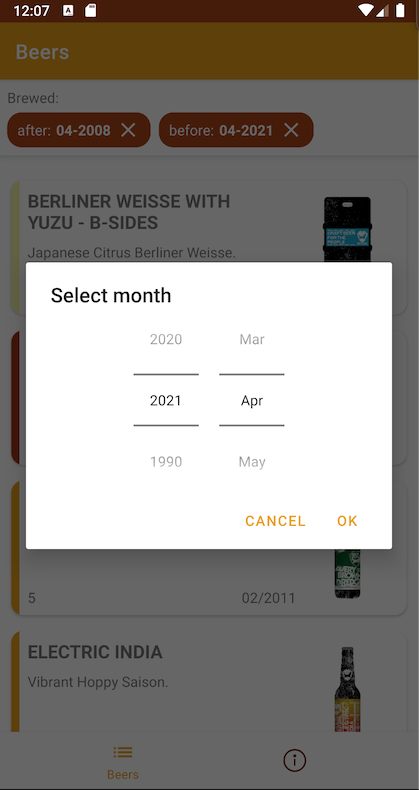 12:07
A
Beers
Brewed:
after: 04-2008
before: 04-2021
BERLINER WEISSE WITH
YUZU - B-SIDES
Japanese Citrus Berliner Weisse.
Select month
2020 Mar
2021 Apr
1990 May
CANCEL OK
5 02/2011
ELECTRIC INDIA
Vibrant Hoppy Saison.
Beers